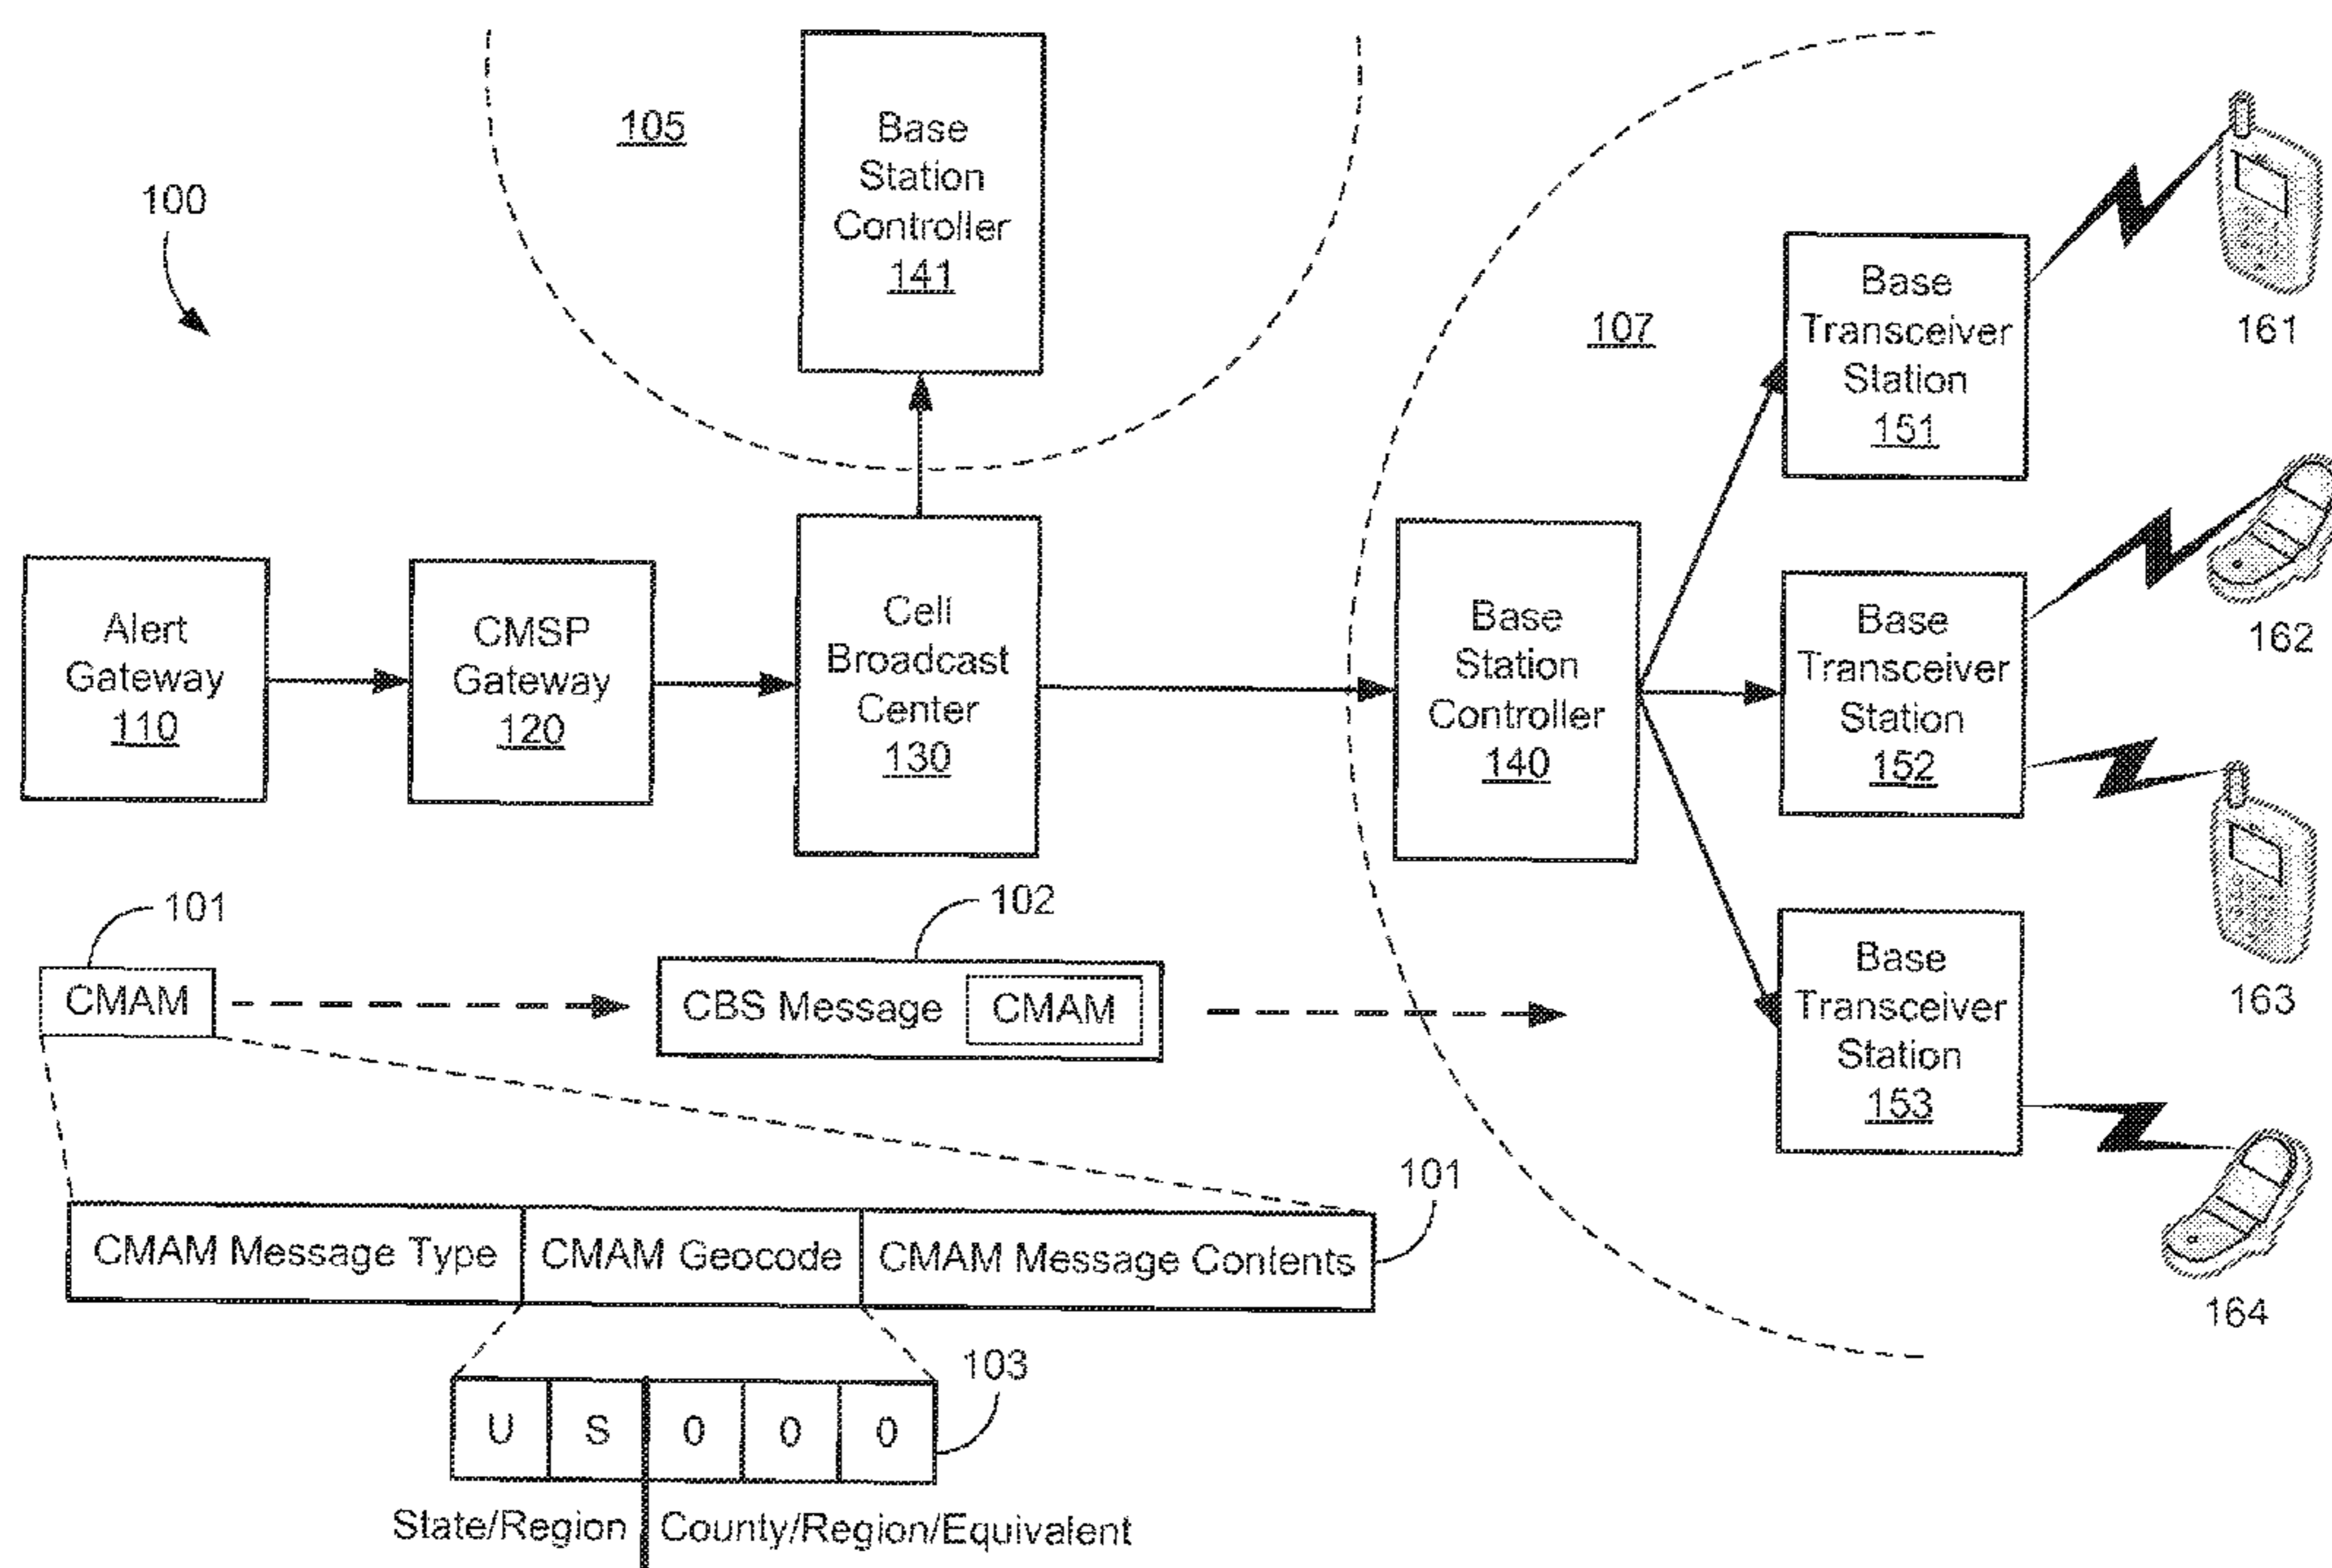 100
105
Base
Station
Controller
141
107
Base
Transceiver
Station
151
161
Alert
Gateway
110
CMSP
Gateway
120
Cell
Broadcast
Center
130
Base
Station
Controller
140
Base
Transceiver
Station
152
162
163
Base
Transceiver
Station
153
164
101
CMAM
102
CBS Message CMAM
CMAM Message Type CMAM Geocode CMAM Message Contents
101
U S 0 0 0
103
State/Region County/Region/Equivalent